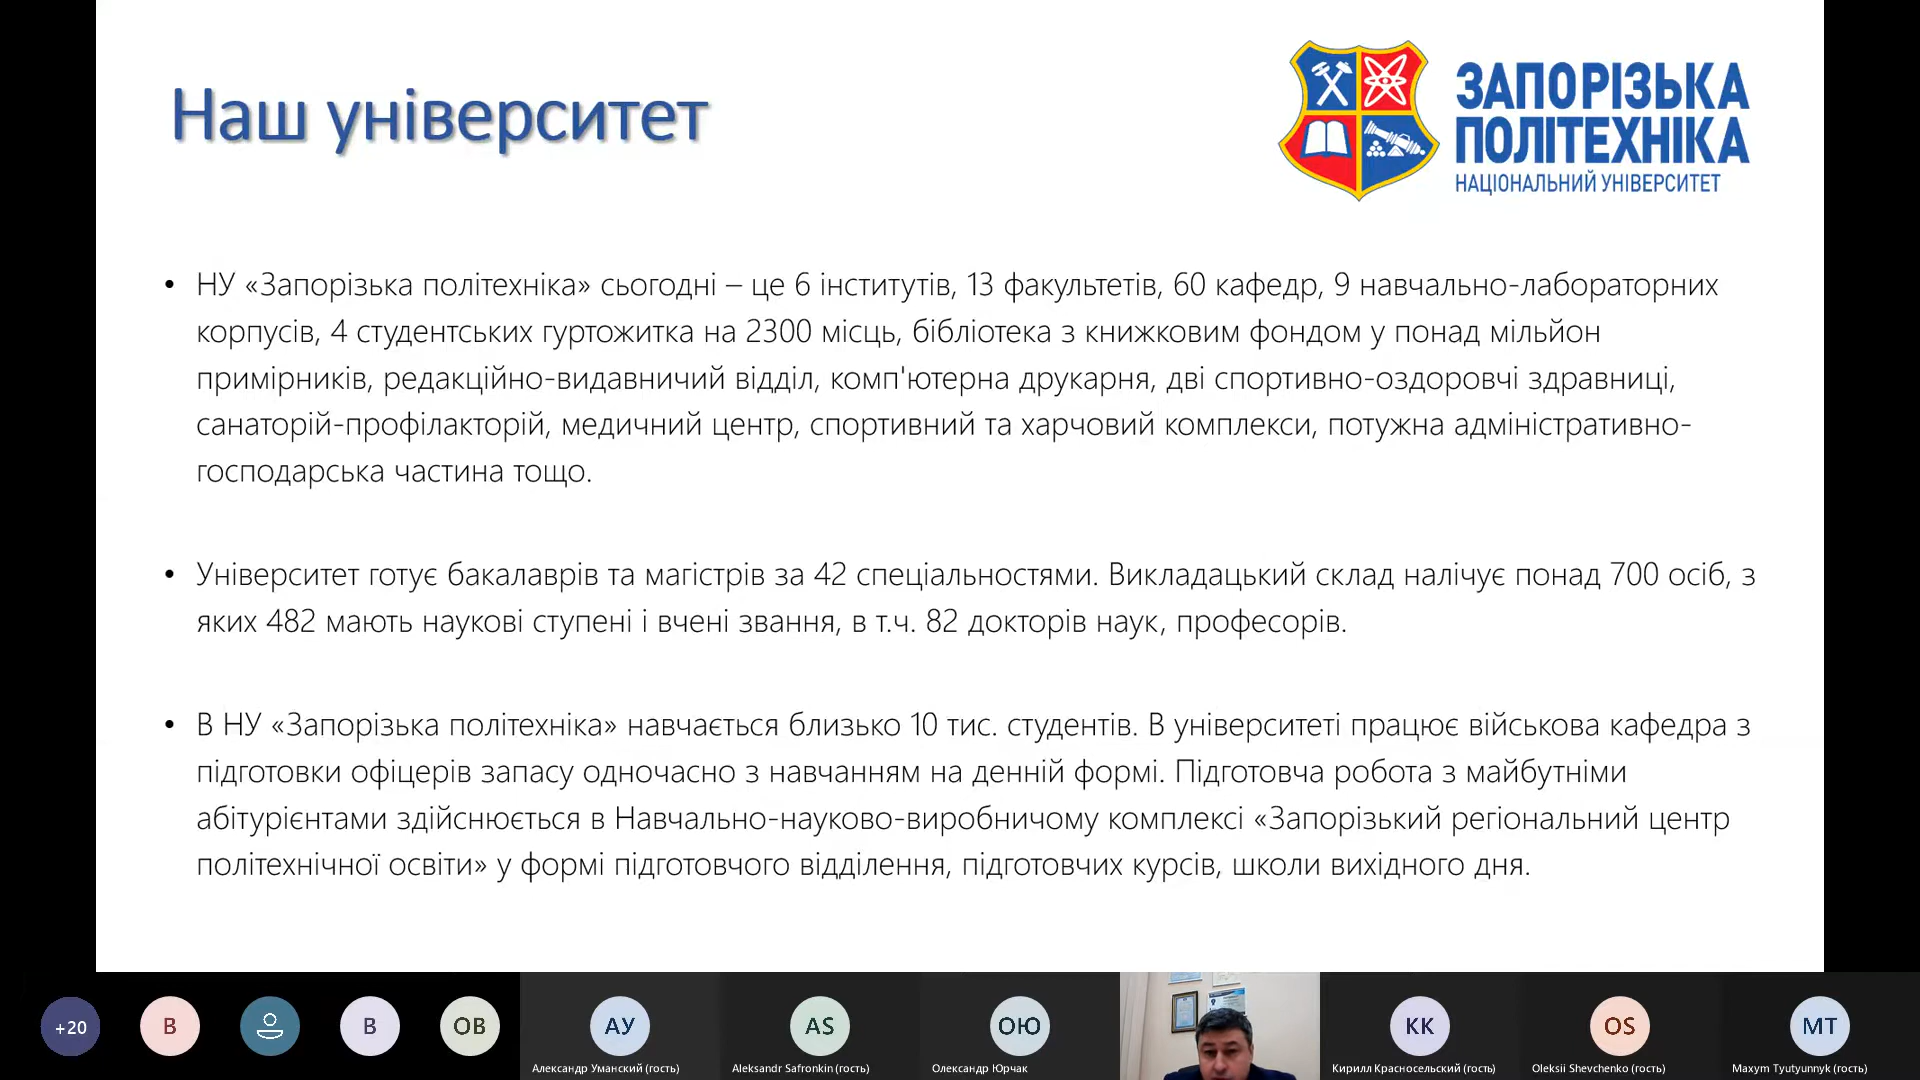 Наш університет
ЗАПОРІЗЬКА
ПОЛІТЕХНІКА
НАЦІОНАЛЬНИЙ УНІВЕРСИТЕТ
• НУ «Запорізька політехніка» сьогодні – це 6 інститутів, 13 факультетів, 60 кафедр, 9 навчально-лабораторних
корпусів, 4 студентських гуртожитка на 2300 місць, бібліотека з книжковим фондом у понад мільйон
примірників, редакційно-видавничий відділ, комп'ютерна друкарня, дві спортивно-оздоровчі здравниці,
санаторій-профілакторій, медичний центр, спортивний та харчовий комплекси, потужна адміністративно-
господарська частина тощо.
• Університет готує бакалаврів та магістрів за 42 спеціальностями. Викладацький склад налічує понад 700 осіб, з
яких 482 мають наукові ступені і вчені звання, в т.ч. 82 докторів наук, професорів.
• В НУ «Запорізька політехніка» навчається близько 10 тис. студентів. В університеті працює військова кафедра з
підготовки офіцерів запасу одночасно з навчанням на денній формі. Підготовча робота з майбутніми
абітурієнтами здійснюється в Навчально-науково-виробничому комплексі «Запорізький регіональний центр
політехнічної освіти» у формі підготовчого відділення, підготовчих курсів, школи вихідного дня.
+20
В
В
ОВ
АУ
AS
ОЮ
КК
OS
MT
Александр Уманский (гость)
Aleksandr Safronkin (гость)
Олександр Юрчак
Кирилл Красносельский (гость)
Oleksii Shevchenko (гость)
Maxym Tyutyunnyk (гость)